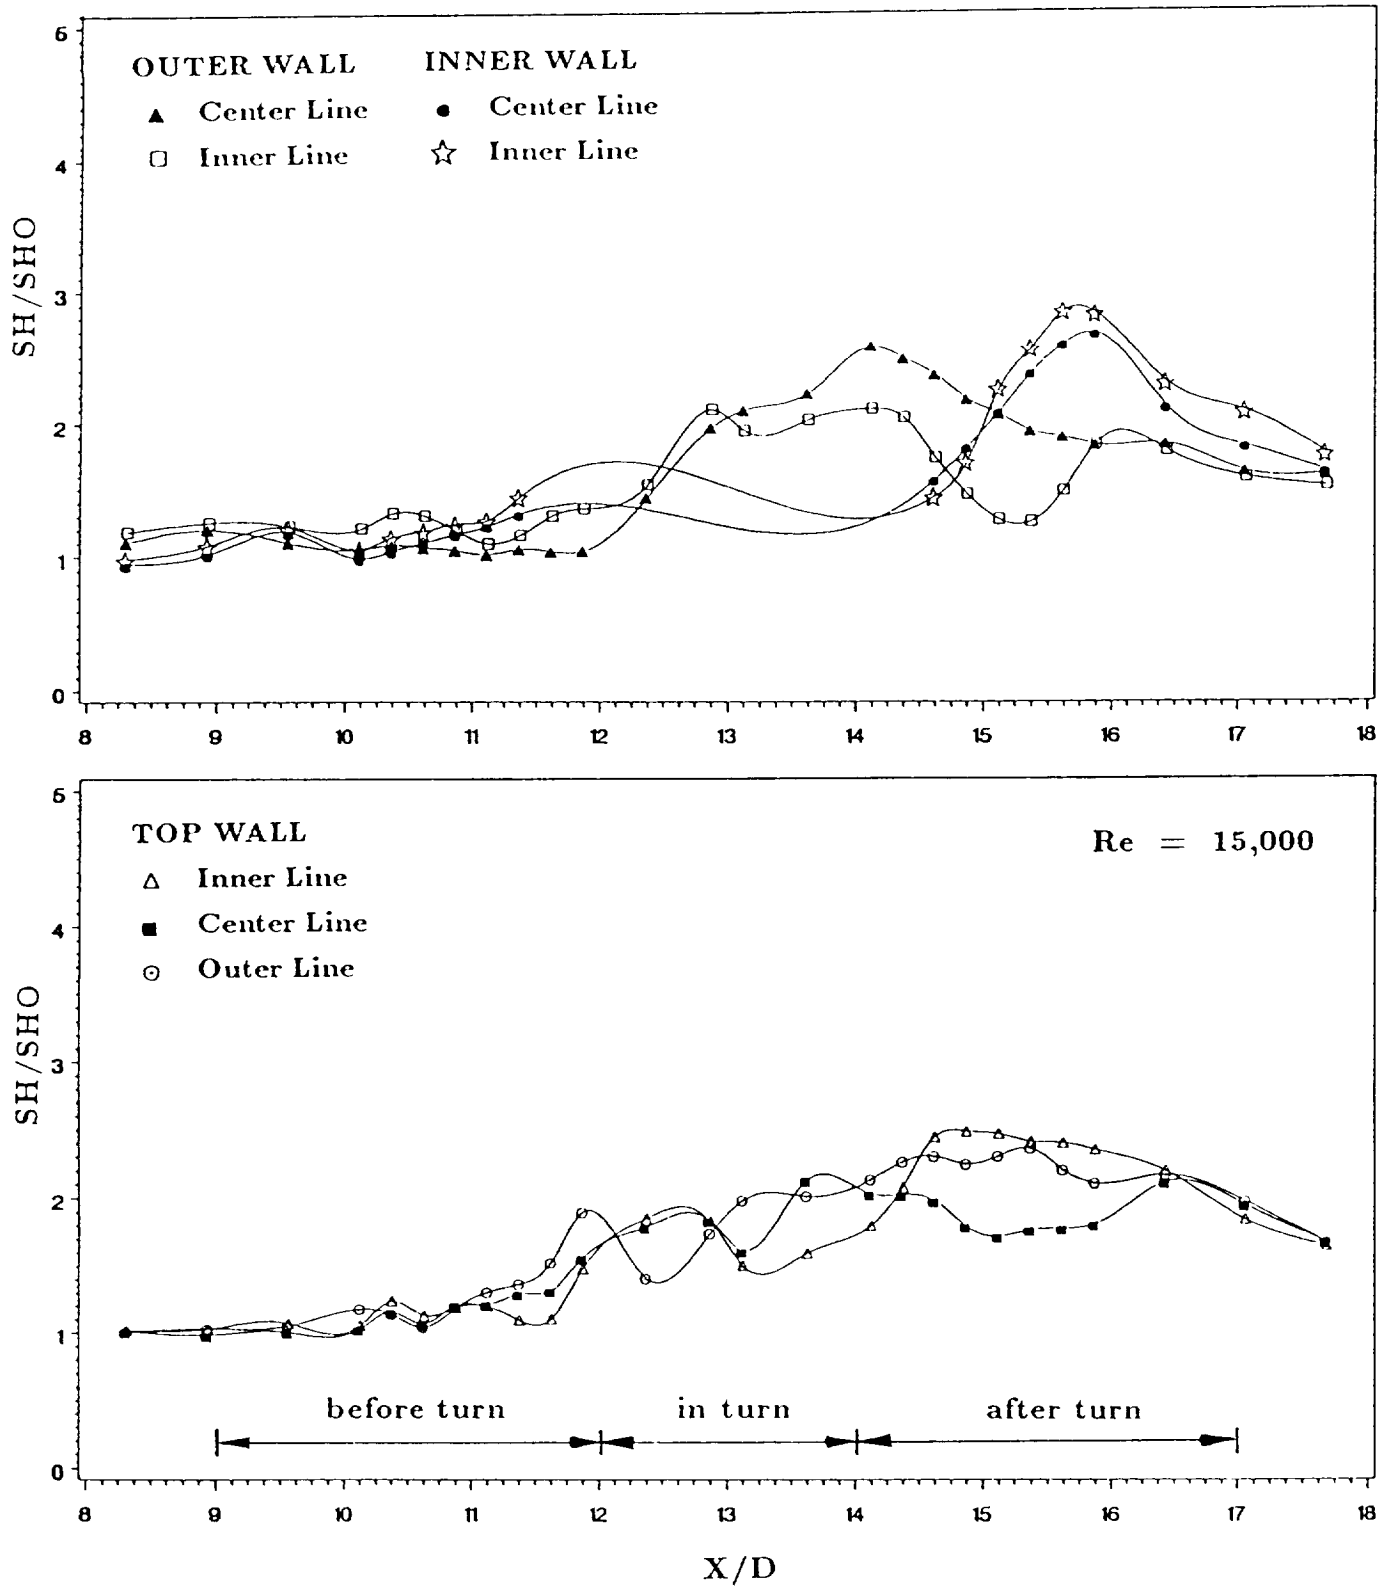 6
OUTER WALL INNER WALL
Center Line Center Line
Inner Line Inner Line
4
SH/SHO
3
2
1
0
8 9 10 11 12 13 14 15 16 17 18
5
TOP WALL
Re = 15,000
Inner Line
Center Line
Outer Line
4
SH/SHO
3
2
1
before turn in turn after turn
0
8 9 10 11 12 13 14 15 16 17 18
X/D